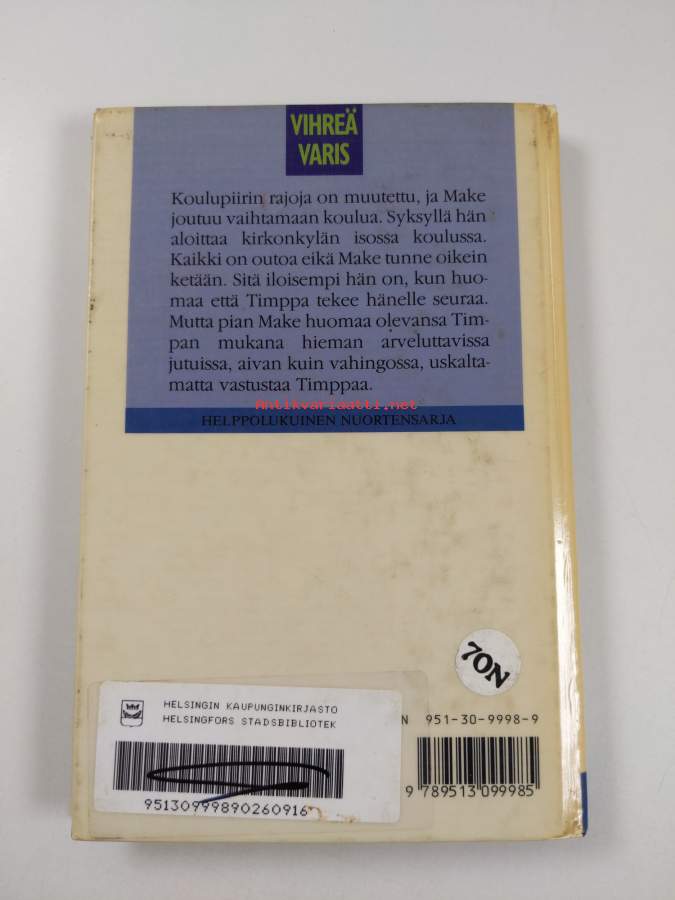 VIHREÄ
VARIS
Koulupiirin rajoja on muutettu, ja Make
joutuu vaihtamaan koulua. Syksyllä hän
aloittaa kirkonkylän isossa koulussa.
Kaikki on outoa eikä Make tunne oikein
ketään. Sitä iloisempi hän on, kun huo-
maa että Timppa tekee hänelle seuraa.
Mutta pian Make huomaa olevansa Tim-
pan mukana hieman arveluttavissa
jutuissa, aivan kuin vahingossa, uskalta-
matta vastustaa Timppaa.
Antikvariaatti.net
HELPPOLUKUINEN NUORTENSARJA
7ON
HELSINGIN KAUPUNGINKIRJASTO
HELSINGFORS STADSBIBLIOTEK
95130999890260916
N 951-30-9998-9
9 789513 099985